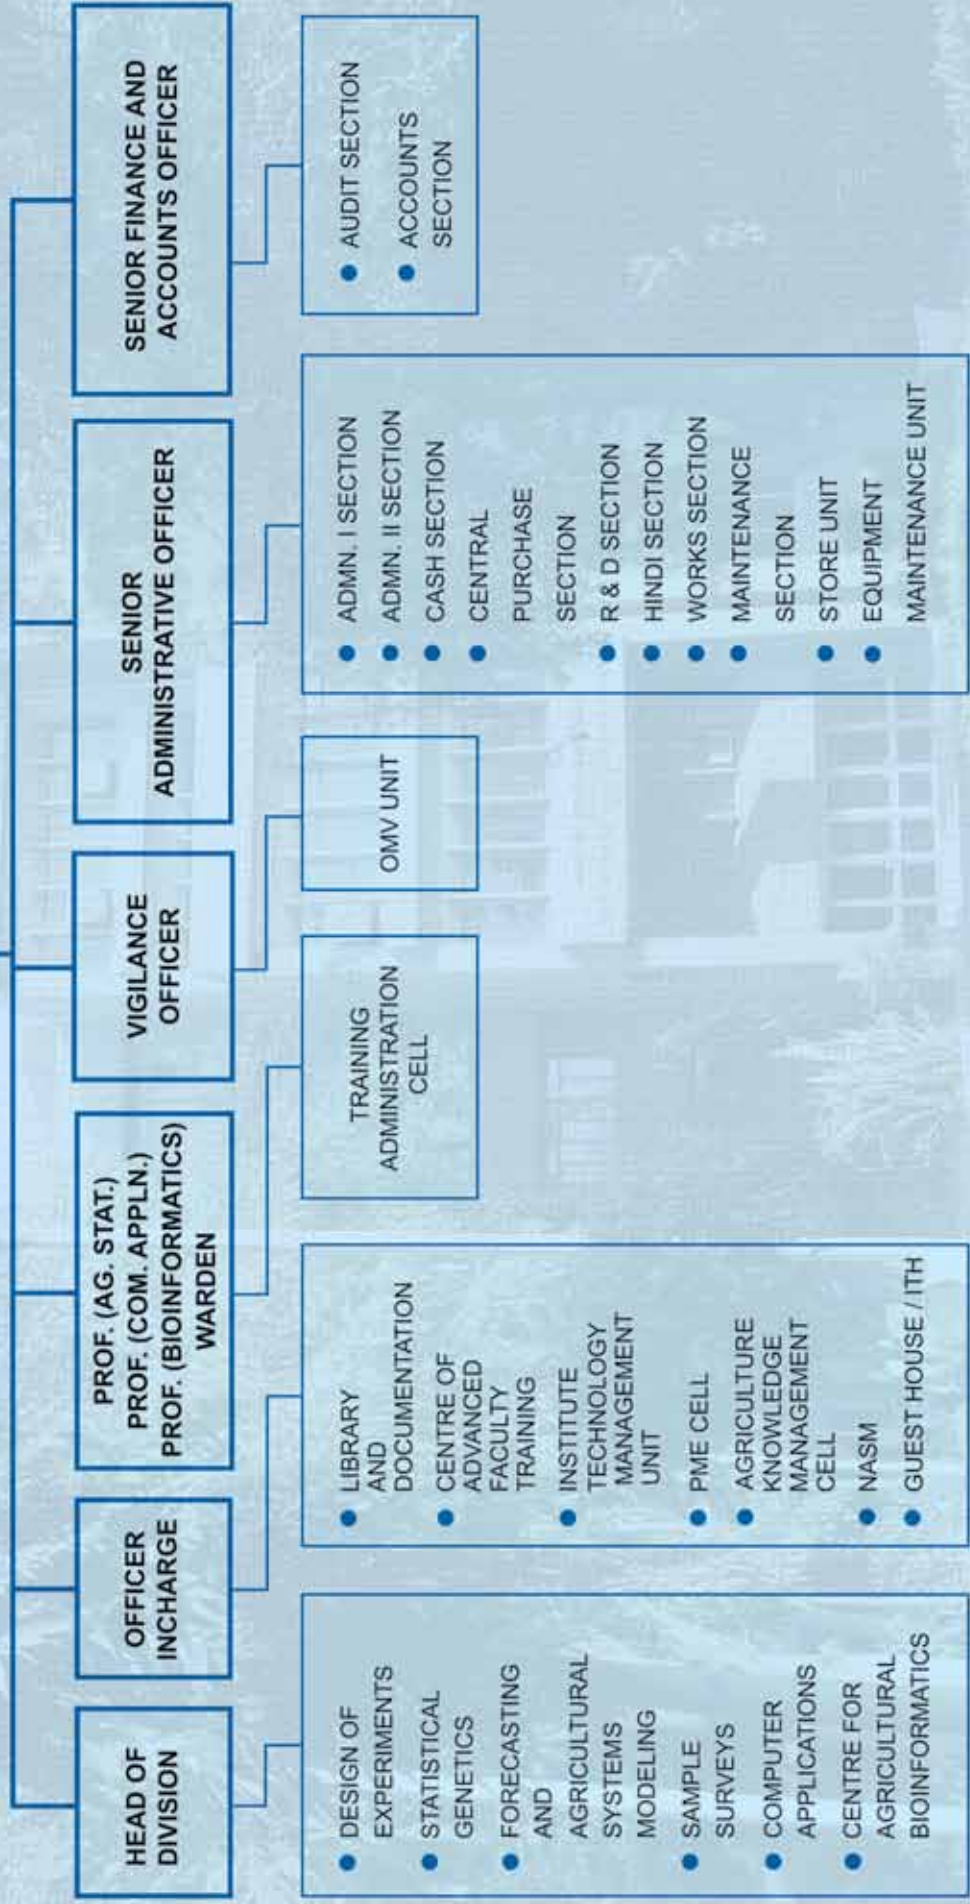 HEAD OF
DIVISION
OFFICER
INCHARGE
PROF. (AG. STAT.)
PROF. (COM. APPLN.)
PROF. (BIOINFORMATICS)
WARDEN
VIGILANCE
OFFICER
SENIOR
ADMINISTRATIVE OFFICER
SENIOR FINANCE AND
ACCOUNTS OFFICER
● DESIGN OF
EXPERIMENTS
● STATISTICAL
GENETICS
● FORECASTING
AND
AGRICULTURAL
SYSTEMS
MODELING
● SAMPLE
SURVEYS
● COMPUTER
APPLICATIONS
● CENTRE FOR
AGRICULTURAL
BIOINFORMATICS
● LIBRARY
AND
DOCUMENTATION
● CENTRE OF
ADVANCED
FACULTY
TRAINING
● INSTITUTE
TECHNOLOGY
MANAGEMENT
UNIT
● PME CELL
● AGRICULTURE
KNOWLEDGE
MANAGEMENT
CELL
● NASM
● GUEST HOUSE / ITH
TRAINING
ADMINISTRATION
CELL
OMV UNIT
● ADMN. I SECTION
● ADMN. II SECTION
● CASH SECTION
● CENTRAL
PURCHASE
SECTION
● R & D SECTION
● HINDI SECTION
● WORKS SECTION
● MAINTENANCE
SECTION
● STORE UNIT
● EQUIPMENT
MAINTENANCE UNIT
● AUDIT SECTION
● ACCOUNTS
SECTION